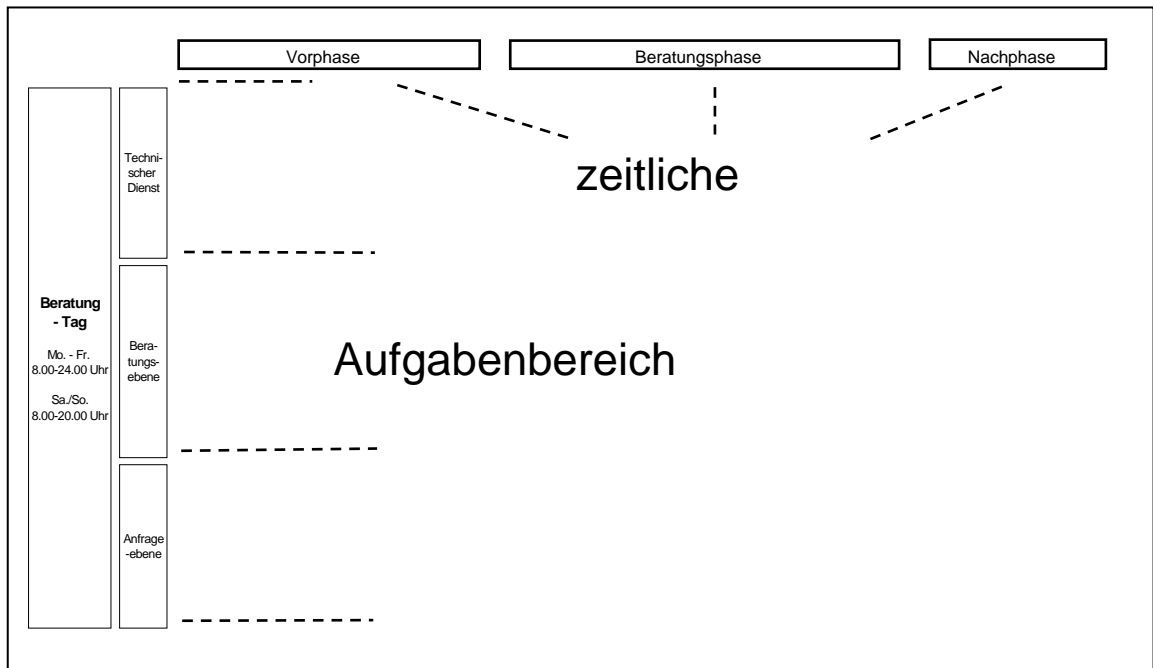 Vorphase
Beratungsphase
Nachphase
zeitliche
Techni-
scher
Dienst
Beratung
- Tag
Mo. - Fr.
8.00-24.00 Uhr
Sa./So.
8.00-20.00 Uhr
Bera-
tungs-
ebene
Aufgabenbereich
Anfrage
-ebene